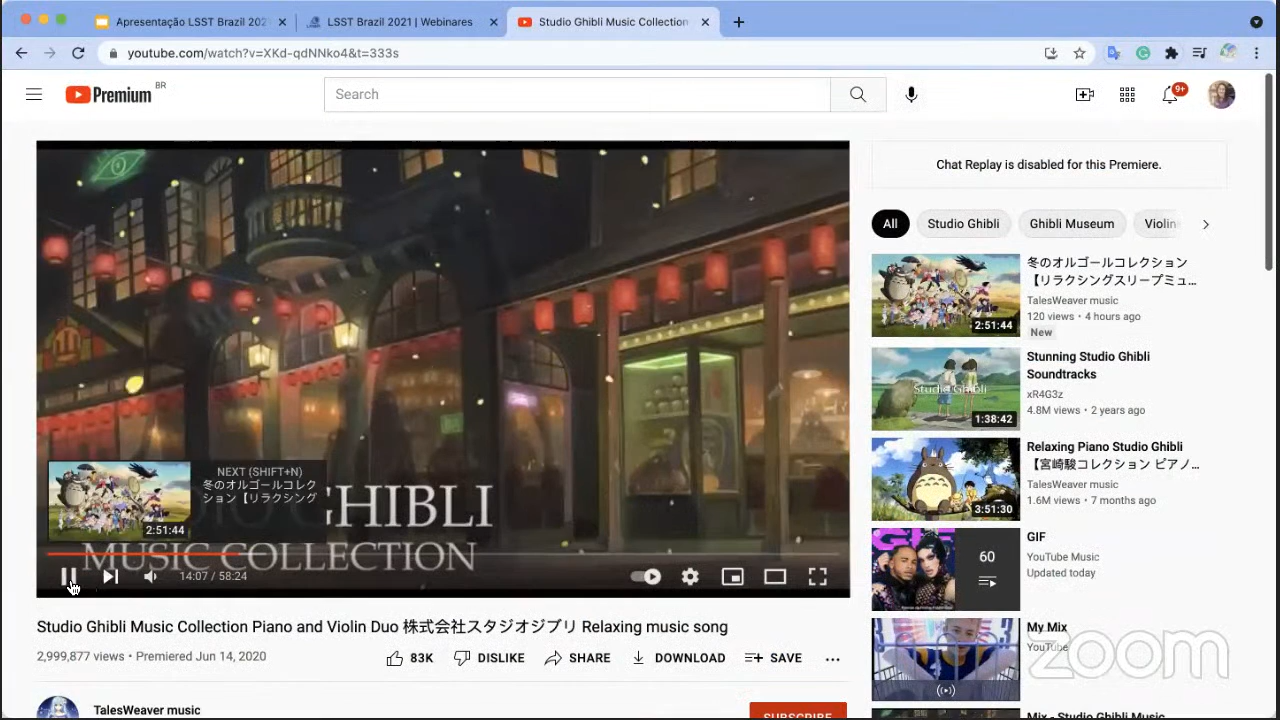 Apresentação LSST Brazil 202
LSST Brazil 2021 | Webinares
Studio Ghibli Music Collection
youtube.com/watch?v=XKd-qdNNko4&t=333s
Premium BR
Search
9+
Chat Replay is disabled for this Premiere.
All
Studio Ghibli
Ghibli Museum
Violin
冬のオルゴールコレクション
【リラクシングスリープミュ...
TalesWeaver music
120 views • 4 hours ago
New
2:51:44
Stunning Studio Ghibli
Soundtracks
xR4G3z
4.8M views • 2 years ago
Studio Ghibli
1:38:42
Relaxing Piano Studio Ghibli
【宮崎駿コレクション ピアノ...
TalesWeaver music
1.6M views • 7 months ago
3:51:30
GIF
YouTube Music
Updated today
60
My Mix
YouTube
Mix - Studio Ghibli Music
NEXT (SHIFT+N)
冬のオルゴールコレク
ション【リラクシング
2:51:44
GHIBLI
MUSIC COLLECTION
14:07 / 58:24
Studio Ghibli Music Collection Piano and Violin Duo 株式会社スタジオジブリ Relaxing music song
2,999,877 views • Premiered Jun 14, 2020
83K
DISLIKE
SHARE
DOWNLOAD
SAVE
TalesWeaver music
SUBSCRIBE
zoom